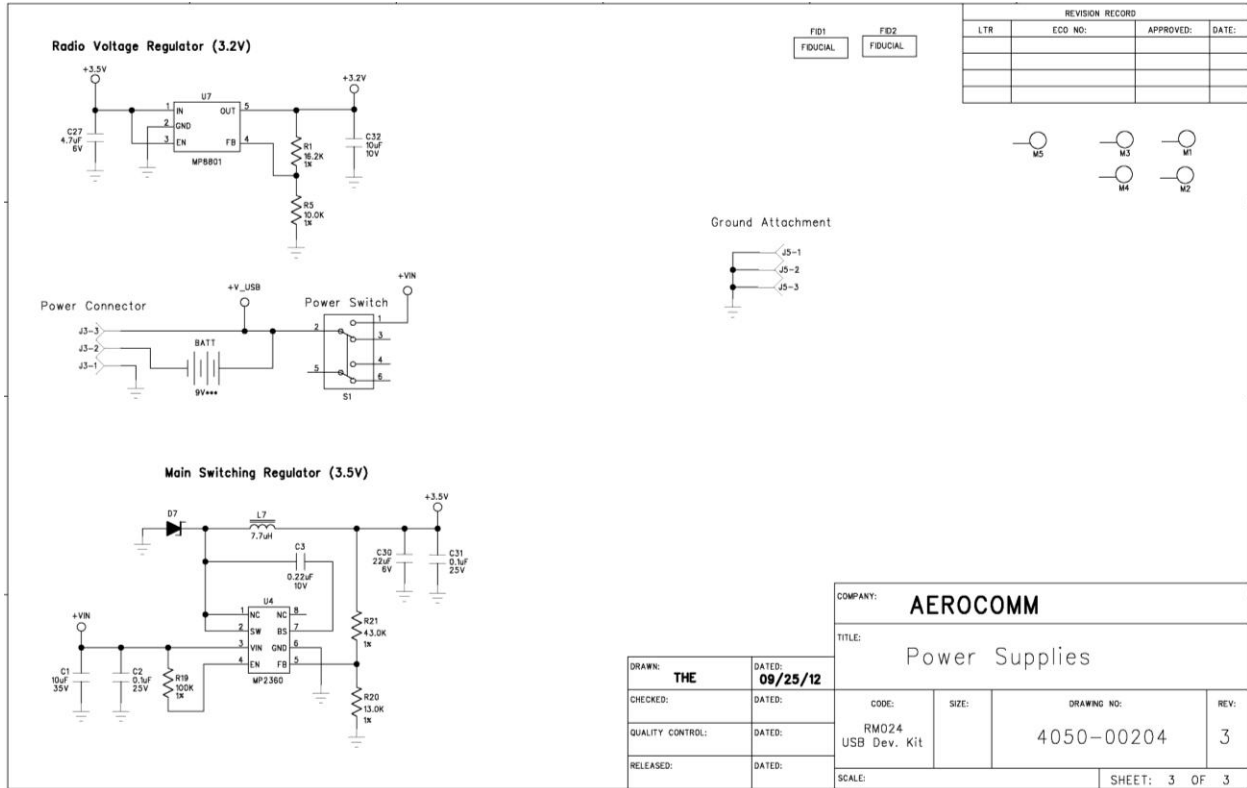 Radio Voltage Regulator (3.2V)
+3.5V
+3.2V
U7
1 IN OUT 5
2 GND
3 EN FB 4
MP8801
C27
4.7uF
6V
R1
16.2K
1%
C32
10uF
10V
R5
10.0K
1%
FID1
FIDUCIAL
FID2
FIDUCIAL
REVISION RECORD
LTR ECO NO: APPROVED: DATE:
M5
M3
M1
M4
M2
Ground Attachment
J5-1
J5-2
J5-3
Power Connector
J3-3
J3-2
J3-1
+V_USB
BATT
9V***
Power Switch
+VIN
2
1
3
4
5
6
S1
Main Switching Regulator (3.5V)
D7
L7
7.7uH
+3.5V
C3
0.22uF
10V
C30
22uF
6V
C31
0.1uF
25V
U4
1 NC NC 8
2 SW BS 7
3 VIN GND 6
4 EN FB 5
MP2360
+VIN
C1
10uF
35V
C2
0.1uF
25V
R19
100K
1%
R21
43.0K
1%
R20
13.0K
1%
COMPANY: AEROCOMM
TITLE:
Power Supplies
DRAWN: THE
DATED: 09/25/12
CHECKED: DATED:
QUALITY CONTROL: DATED:
RELEASED: DATED:
CODE:
RM024
USB Dev. Kit
SIZE:
DRAWING NO:
4050-00204
REV:
3
SCALE:
SHEET: 3 OF 3